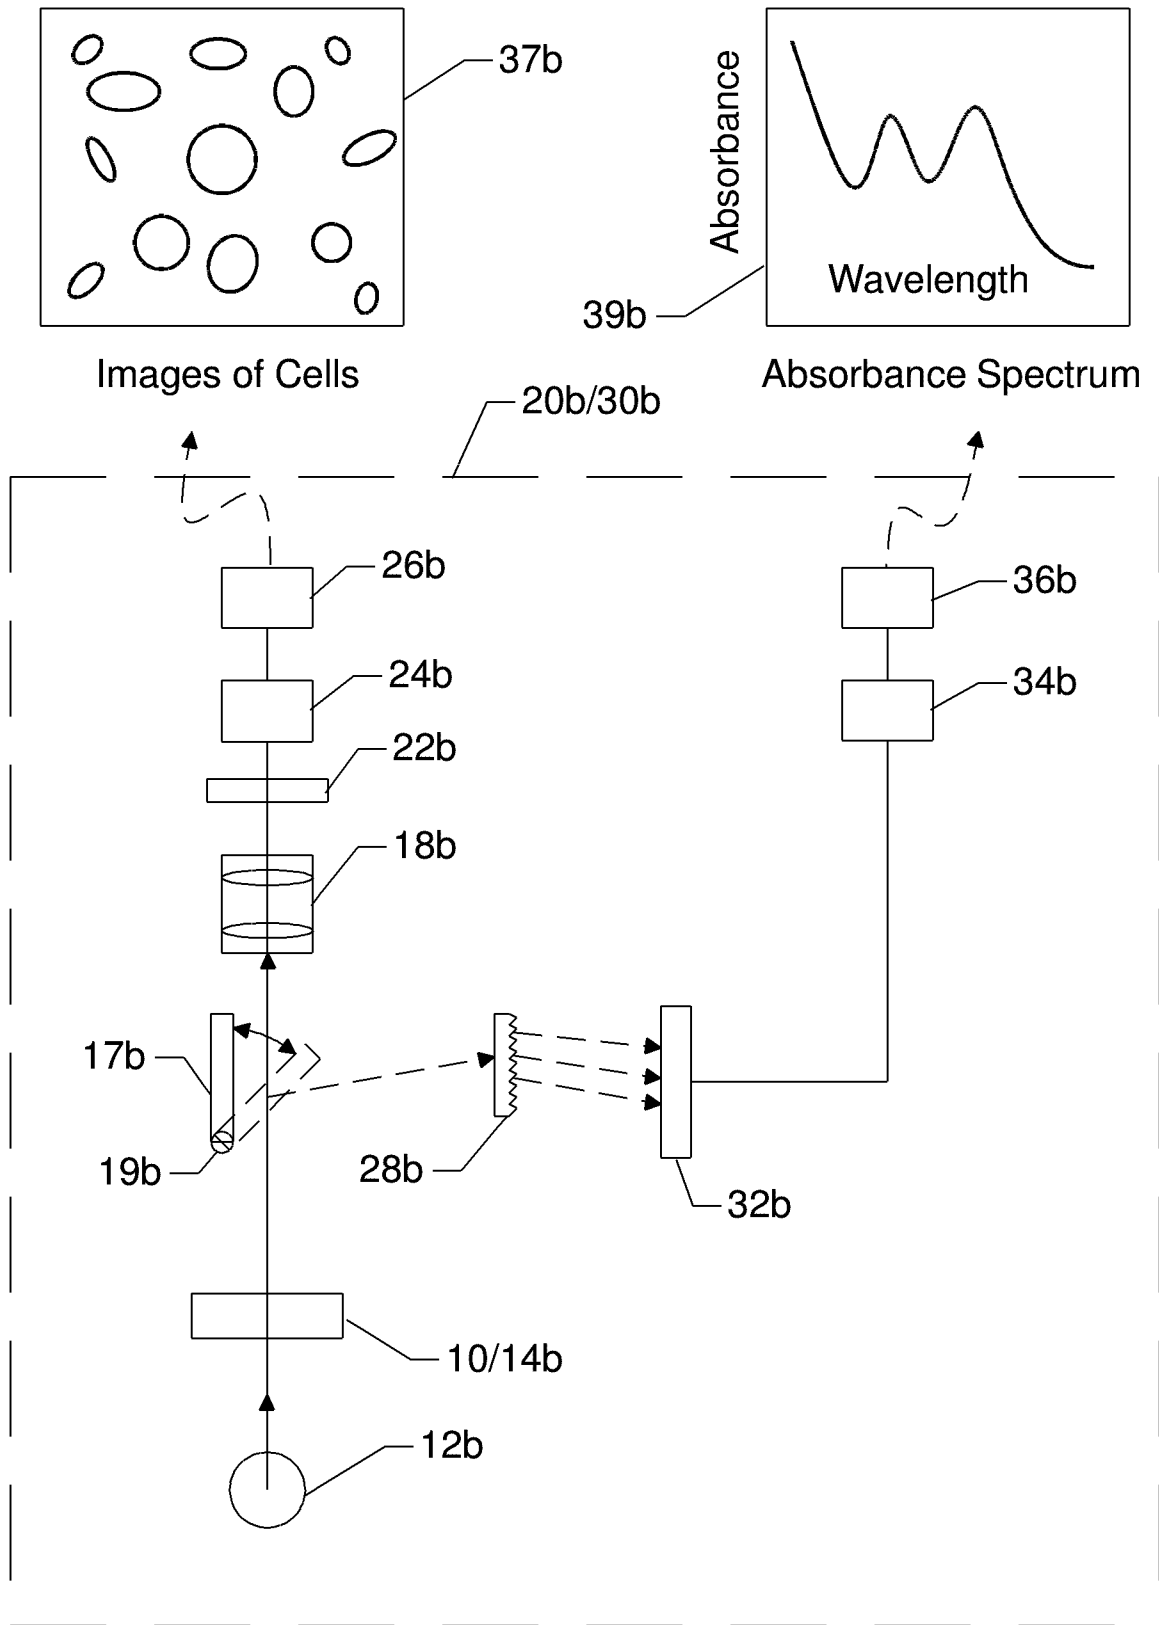 37b
Absorbance
Wavelength
39b
Images of Cells
Absorbance Spectrum
20b/30b
26b
36b
24b
34b
22b
18b
17b
19b
28b
32b
10/14b
12b